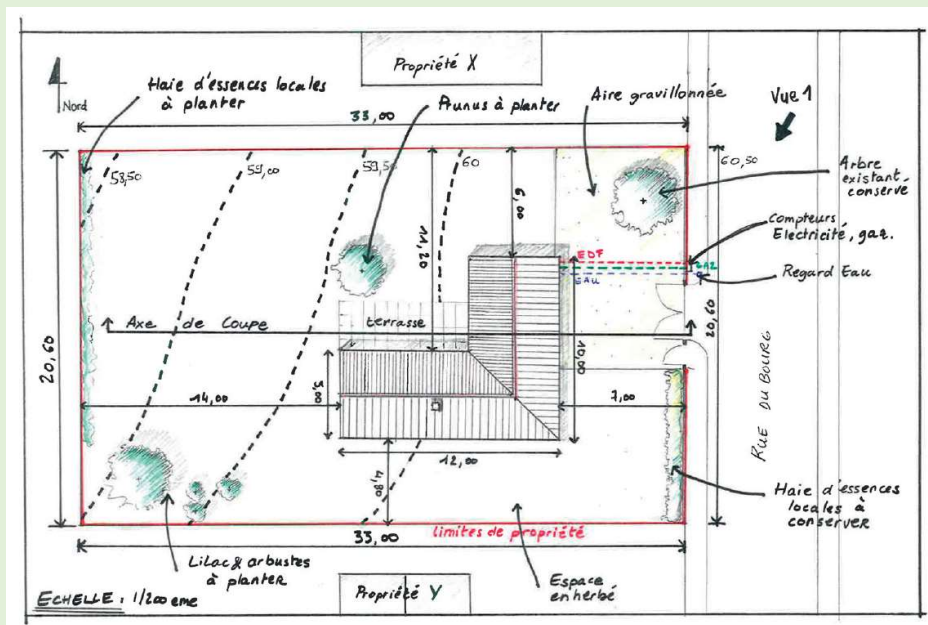 Propriété X
Nord
Haie d'essences locales
à planter
Prunus à planter
Aire gravillonnée
Vue 1
33,00
58,50
59,00
59,50
60
60,50
Arbre
existant
conservé
6,00
11,20
Compteurs
Electricité, gaz.
EDF
GAZ
EAU
Regard Eau
Axe de Coupe
terrasse
20,60
20,60
10,00
5,00
14,00
7,00
RUE DU BOURG
12,00
4,80
Haie d'essences
locales à
conserver
limites de propriété
33,00
Lilac & arbustes
à planter
Propriété Y
Espace
enherbé
ECHELLE : 1/200 eme